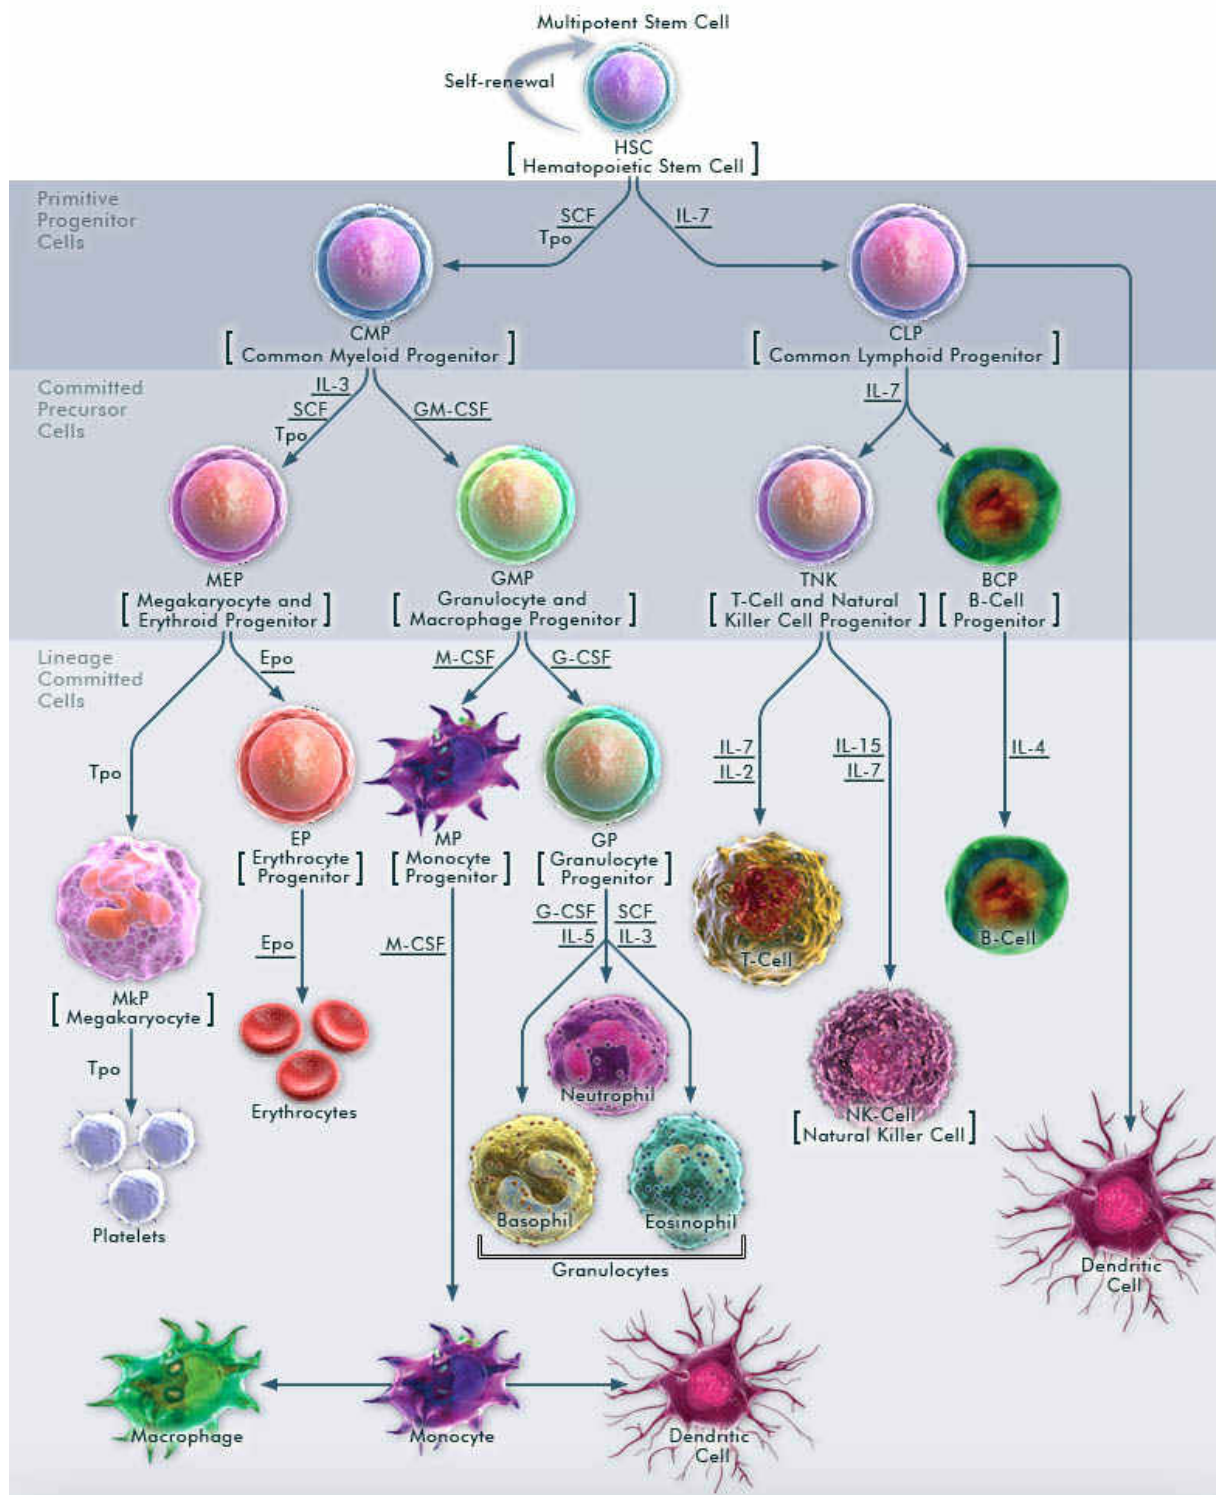 Multipotent Stem Cell
Self-renewal
HSC
[ Hematopoietic Stem Cell ]
Primitive
Progenitor
Cells
SCF
Tpo
IL-7
CMP
[ Common Myeloid Progenitor ]
CLP
[ Common Lymphoid Progenitor ]
Committed
Precursor
Cells
IL-3
SCF
Tpo
GM-CSF
IL-7
MEP
[ Megakaryocyte and
Erythroid Progenitor ]
GMP
[ Granulocyte and
Macrophage Progenitor ]
TNK
[ T-Cell and Natural
Killer Cell Progenitor ]
BCP
[ B-Cell
Progenitor ]
Lineage
Committed
Cells
Epo
M-CSF
G-CSF
Tpo
IL-7
IL-2
IL-15
IL-7
IL-4
EP
[ Erythrocyte
Progenitor ]
MP
[ Monocyte
Progenitor ]
GP
[ Granulocyte
Progenitor ]
G-CSF
IL-5
SCF
IL-3
T-Cell
B-Cell
Epo
M-CSF
MkP
[ Megakaryocyte ]
Tpo
Erythrocytes
Neutrophil
NK-Cell
[ Natural Killer Cell ]
Platelets
Basophil
Eosinophil
Granulocytes
Dendritic
Cell
Macrophage
Monocyte
Dendritic
Cell